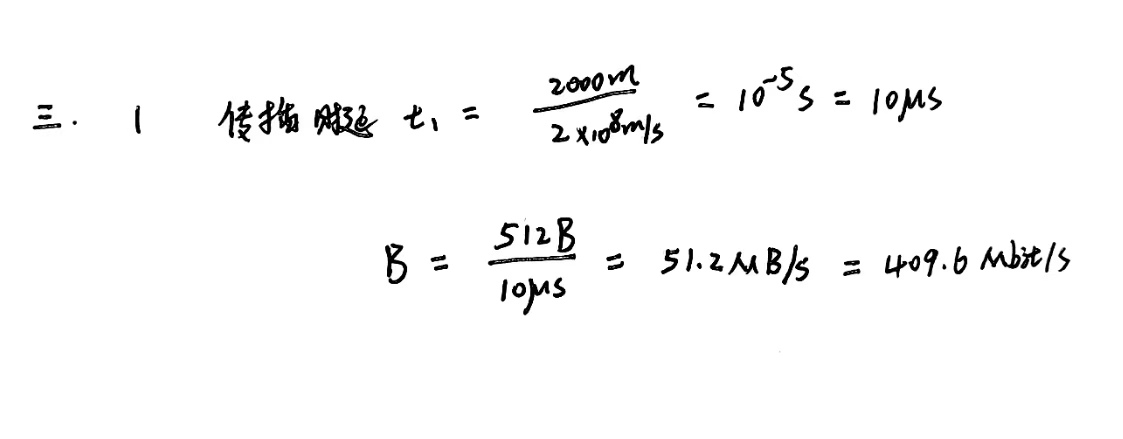 三. 1 传播时延 t₁ = 2000m / 2×10⁸m/s = 10⁻⁵s = 10μs
B = 512B / 10μs = 51.2MB/s = 409.6 Mbit/s